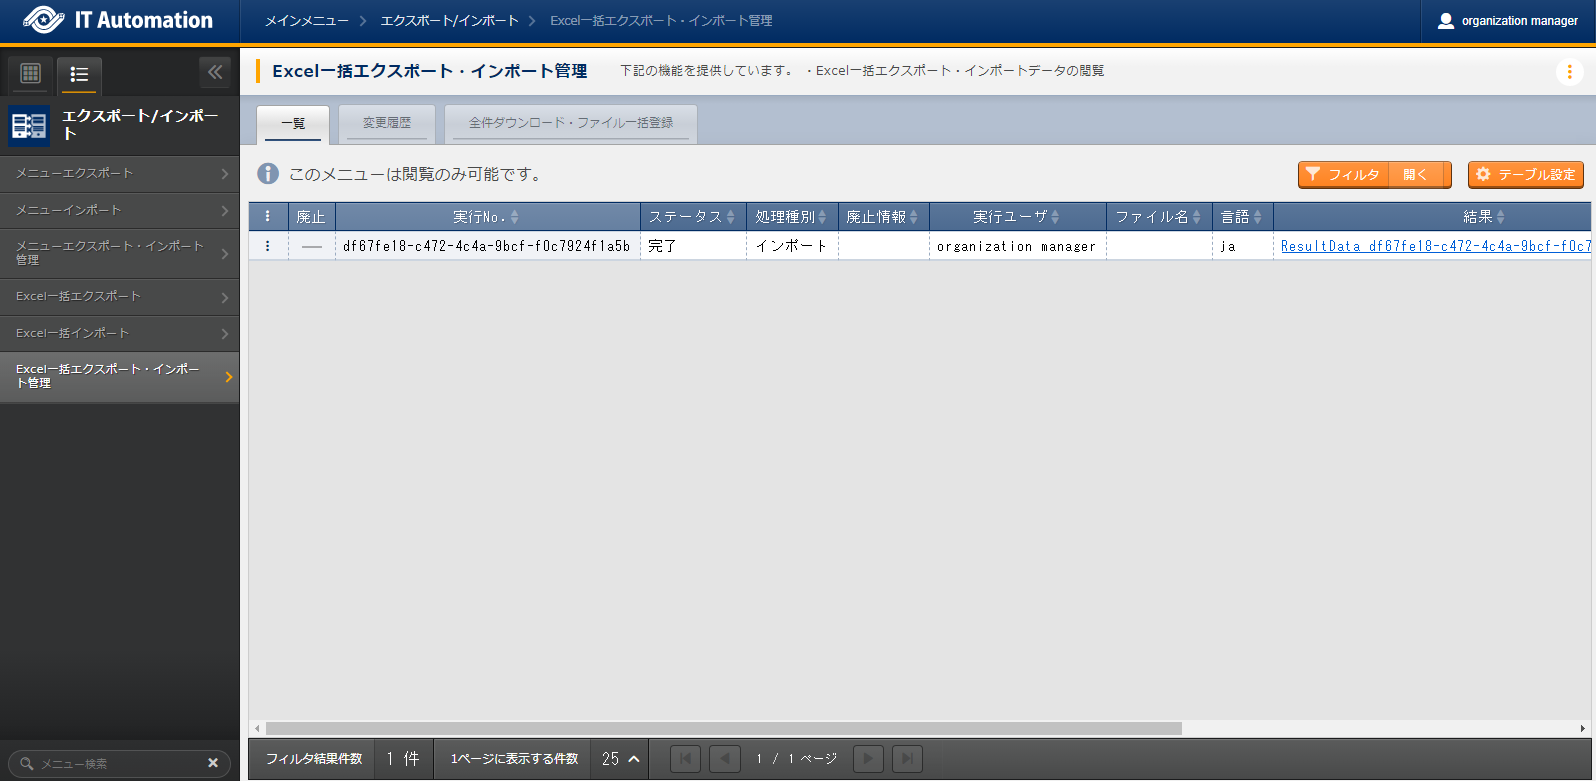 IT Automation
メインメニュー
エクスポート/インポート
Excel一括エクスポート・インポート管理
organization manager
エクスポート/インポー
ト
メニューエクスポート
メニューインポート
メニューエクスポート・インポート
管理
Excel一括エクスポート
Excel一括インポート
Excel一括エクスポート・インポー
ト管理
メニュー検索
Excel一括エクスポート・インポート管理
下記の機能を提供しています。 ・Excel一括エクスポート・インポートデータの閲覧
一覧
変更履歴
全件ダウンロード・ファイル一括登録
このメニューは閲覧のみ可能です。
フィルタ 開く
テーブル設定
廃止 実行No. ステータス 処理種別 廃止情報 実行ユーザ ファイル名 言語 結果
df67fe18-c472-4c4a-9bcf-f0c7924f1a5b 完了 インポート organization manager ja ResultData_df67fe18-c472-4c4a-9bcf-f0c7
フィルタ結果件数 1 件 1ページに表示する件数 25 1 / 1 ページ